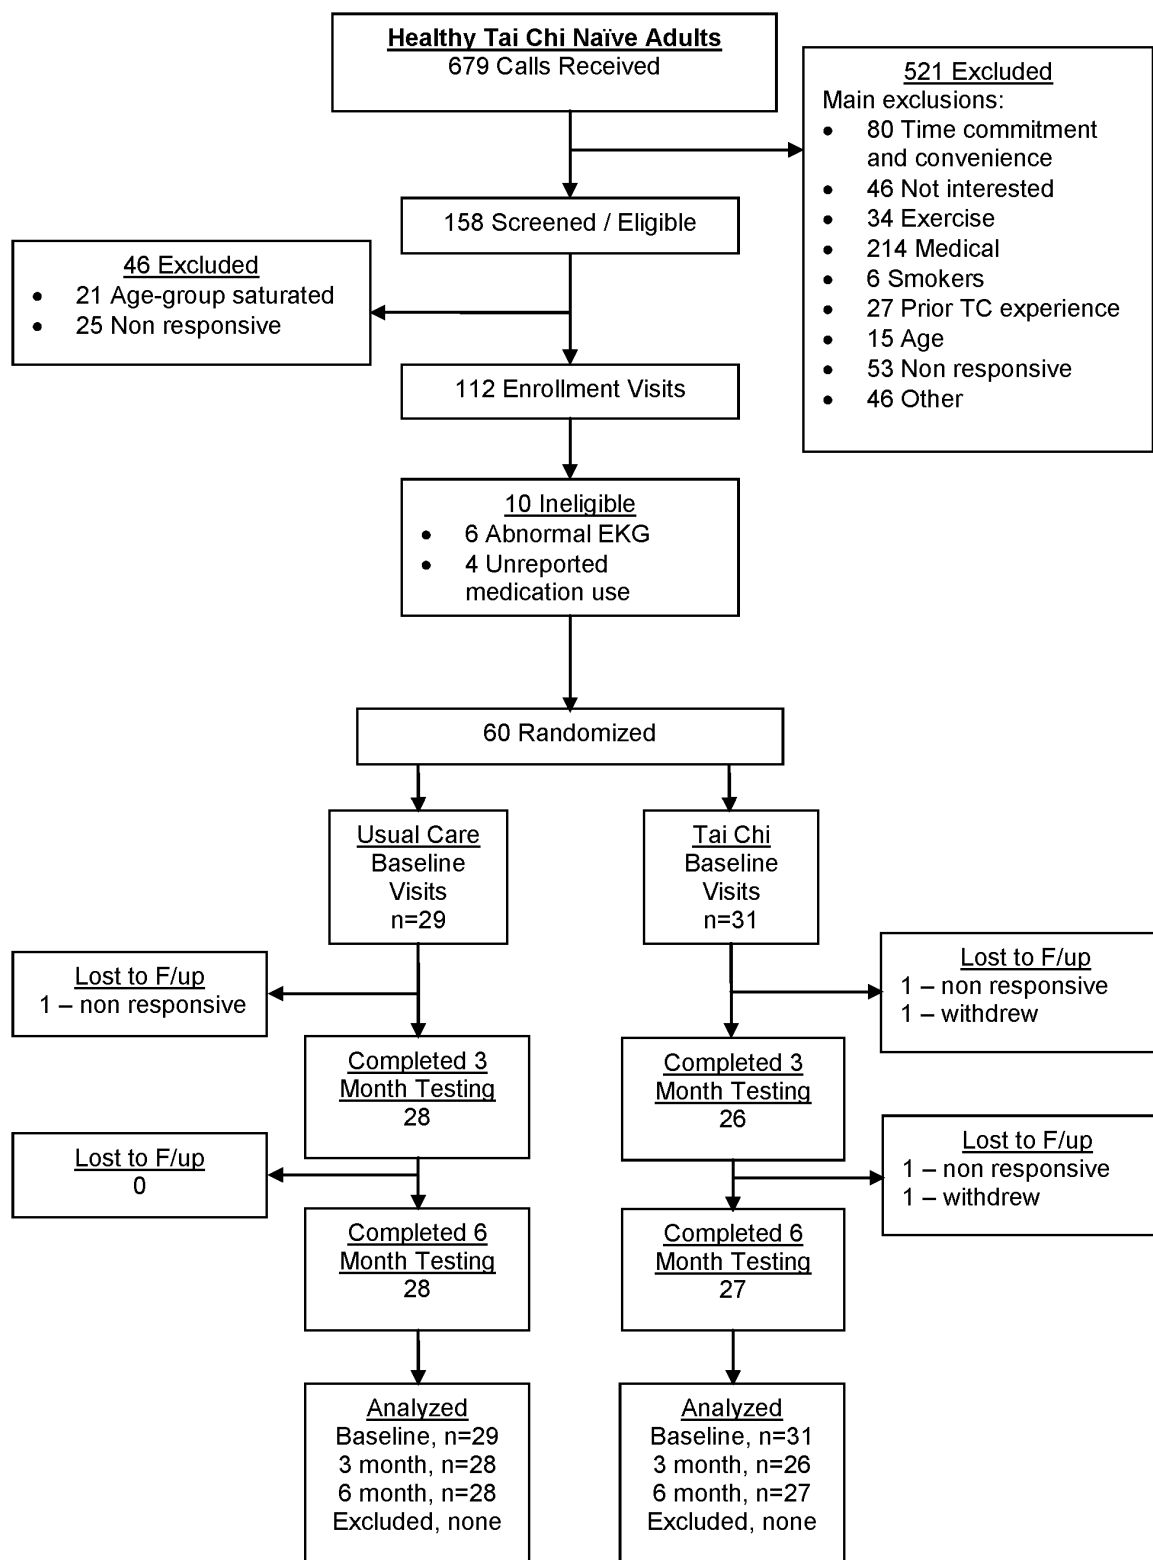 Healthy Tai Chi Naïve Adults
679 Calls Received
521 Excluded
Main exclusions:
• 80 Time commitment
and convenience
• 46 Not interested
• 34 Exercise
• 214 Medical
• 6 Smokers
• 27 Prior TC experience
• 15 Age
• 53 Non responsive
• 46 Other
158 Screened / Eligible
46 Excluded
• 21 Age-group saturated
• 25 Non responsive
112 Enrollment Visits
10 Ineligible
• 6 Abnormal EKG
• 4 Unreported
medication use
60 Randomized
Usual Care
Baseline
Visits
n=29
Tai Chi
Baseline
Visits
n=31
Lost to F/up
1 – non responsive
Lost to F/up
1 – non responsive
1 – withdrew
Completed 3
Month Testing
28
Completed 3
Month Testing
26
Lost to F/up
0
Lost to F/up
1 – non responsive
1 – withdrew
Completed 6
Month Testing
28
Completed 6
Month Testing
27
Analyzed
Baseline, n=29
3 month, n=28
6 month, n=28
Excluded, none
Analyzed
Baseline, n=31
3 month, n=26
6 month, n=27
Excluded, none